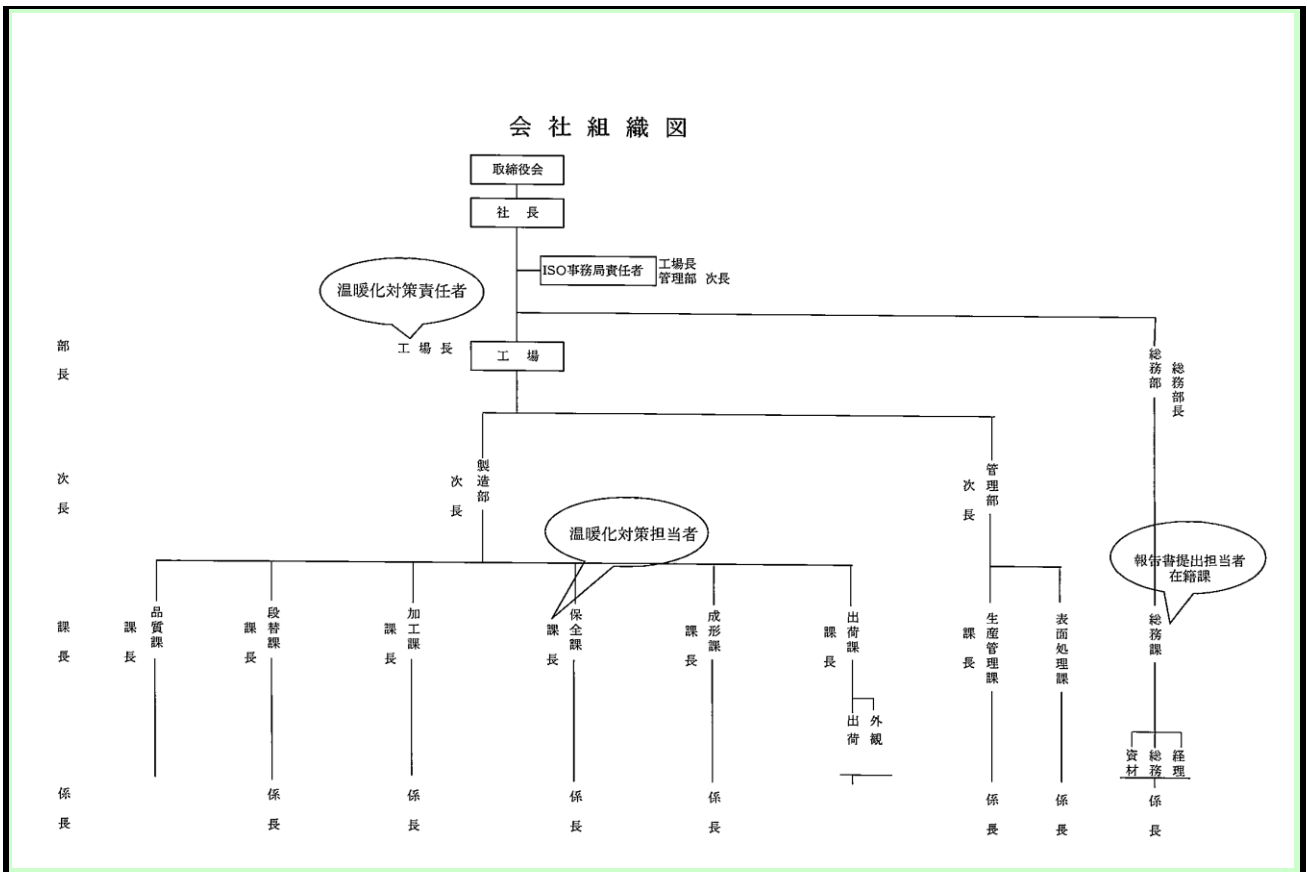 会社組織図
取締役会
社長
ISO事務局責任者
工場長
管理部 次長
温暖化対策責任者
部長
工場長
工場
総務部
総務部長
次長
次長
製造部
次長
管理部
温暖化対策担当者
報告書提出担当者
在籍課
課長
課長
品質課
課長
段替課
課長
加工課
課長
保全課
課長
成形課
課長
出荷課
課長
生産管理課
表面処理課
総務課
出荷
外観
資材
総務
経理
係長
係長
係長
係長
係長
係長
係長
係長